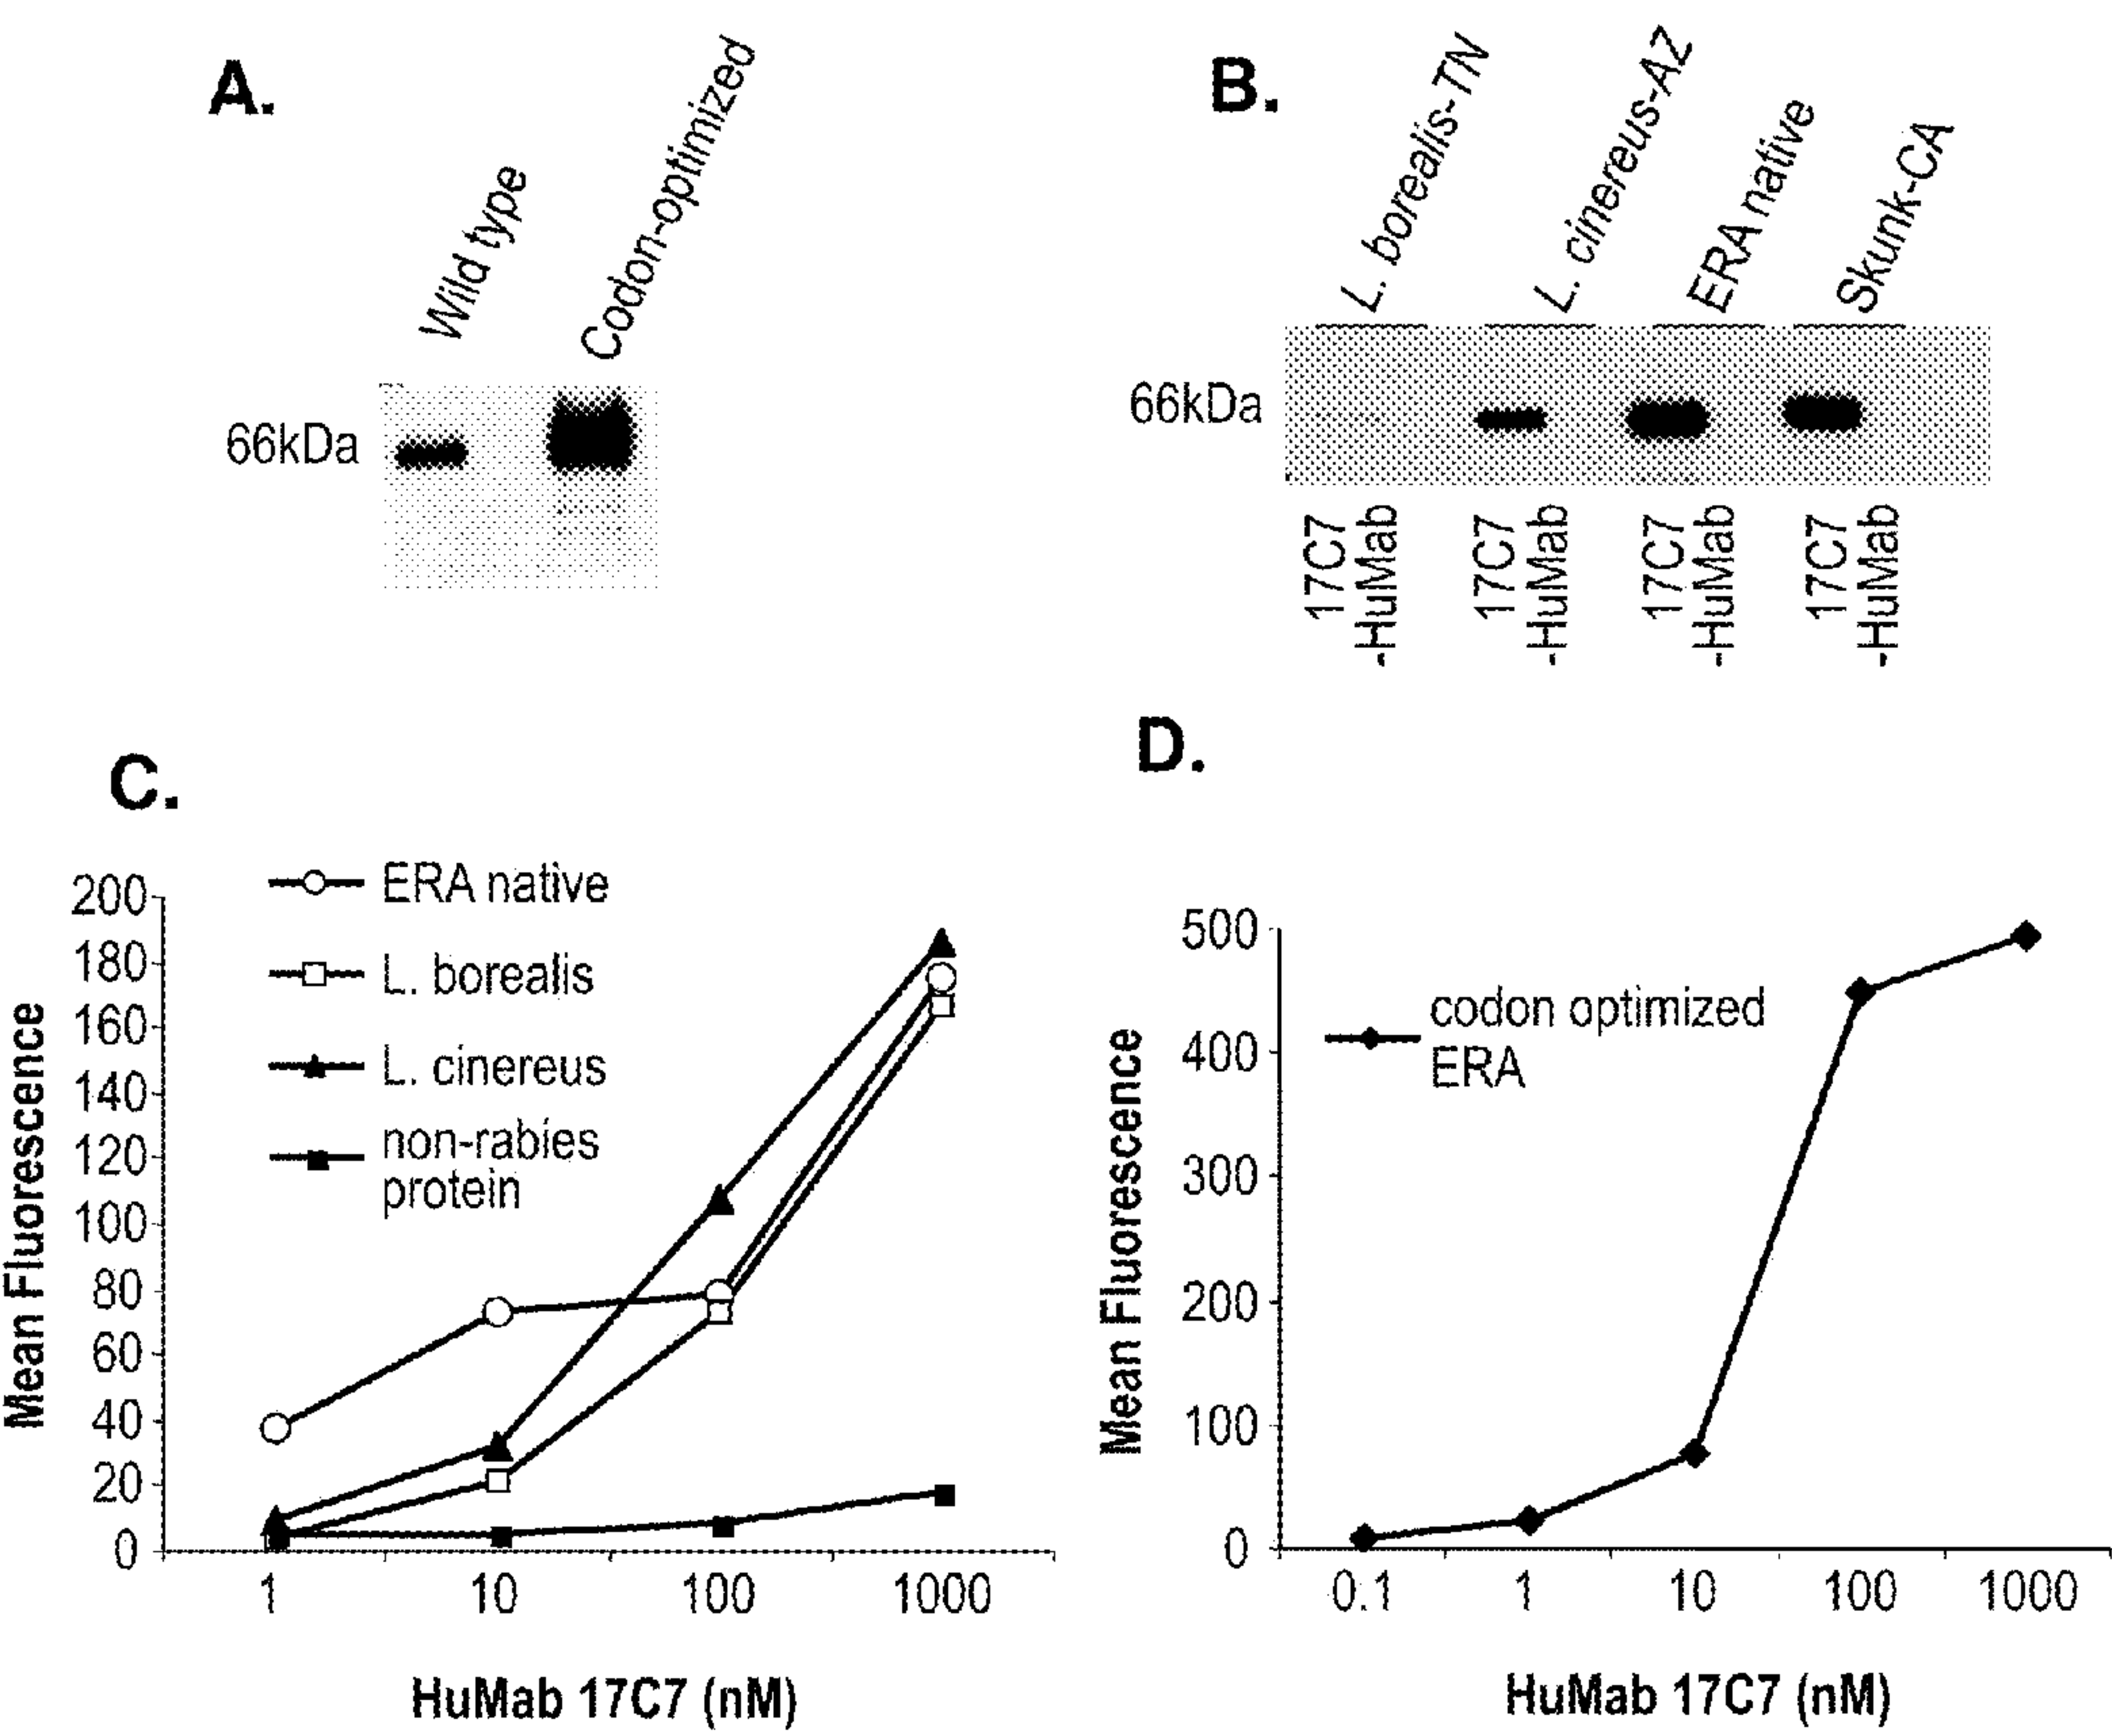 A.
Wild type
Codon-optimized
66kDa
B.
L. borealis-TN
L. cinereus-AZ
ERA native
Skunk-CA
66kDa
17C7
-HuMab
17C7
-HuMab
17C7
-HuMab
17C7
-HuMab
C.
ERA native
L. borealis
L. cinereus
non-rabies
protein
Mean Fluorescence
200
180
160
140
120
100
80
60
40
20
0
1
10
100
1000
HuMab 17C7 (nM)
D.
codon optimized
ERA
Mean Fluorescence
500
400
300
200
100
0
0.1
1
10
100
1000
HuMab 17C7 (nM)